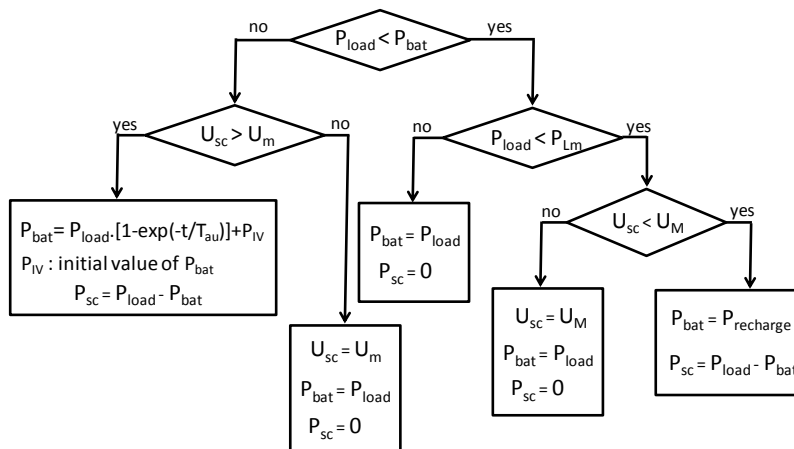 no
P_load < P_bat
yes
yes
U_sc > U_m
no
no
P_load < P_Lm
yes
P_bat = P_load.[1-exp(-t/T_au)]+P_IV
P_IV : initial value of P_bat
P_sc = P_load - P_bat
P_bat = P_load
P_sc = 0
no
U_sc < U_M
yes
U_sc = U_m
P_bat = P_load
P_sc = 0
U_sc = U_M
P_bat = P_load
P_sc = 0
P_bat = P_recharge
P_sc = P_load - P_bat